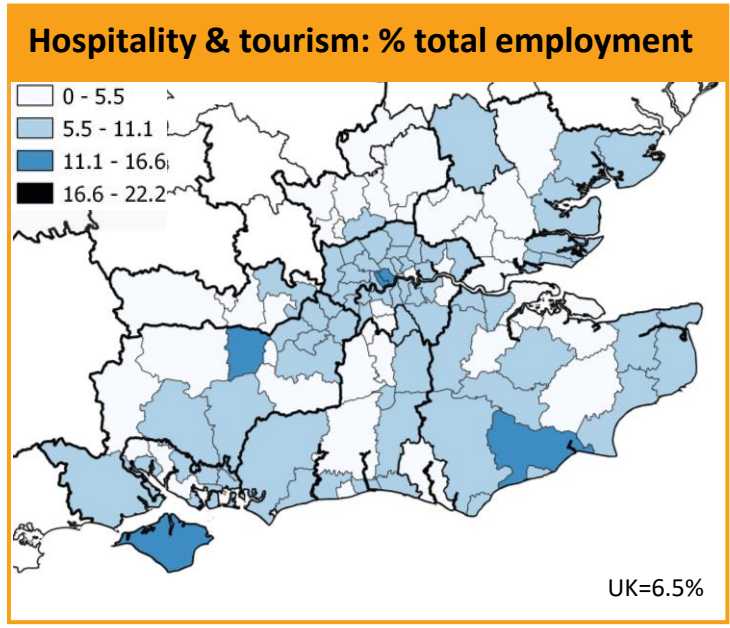 Hospitality & tourism: % total employment
0 - 5.5
5.5 - 11.1
11.1 - 16.6
16.6 - 22.2
UK=6.5%